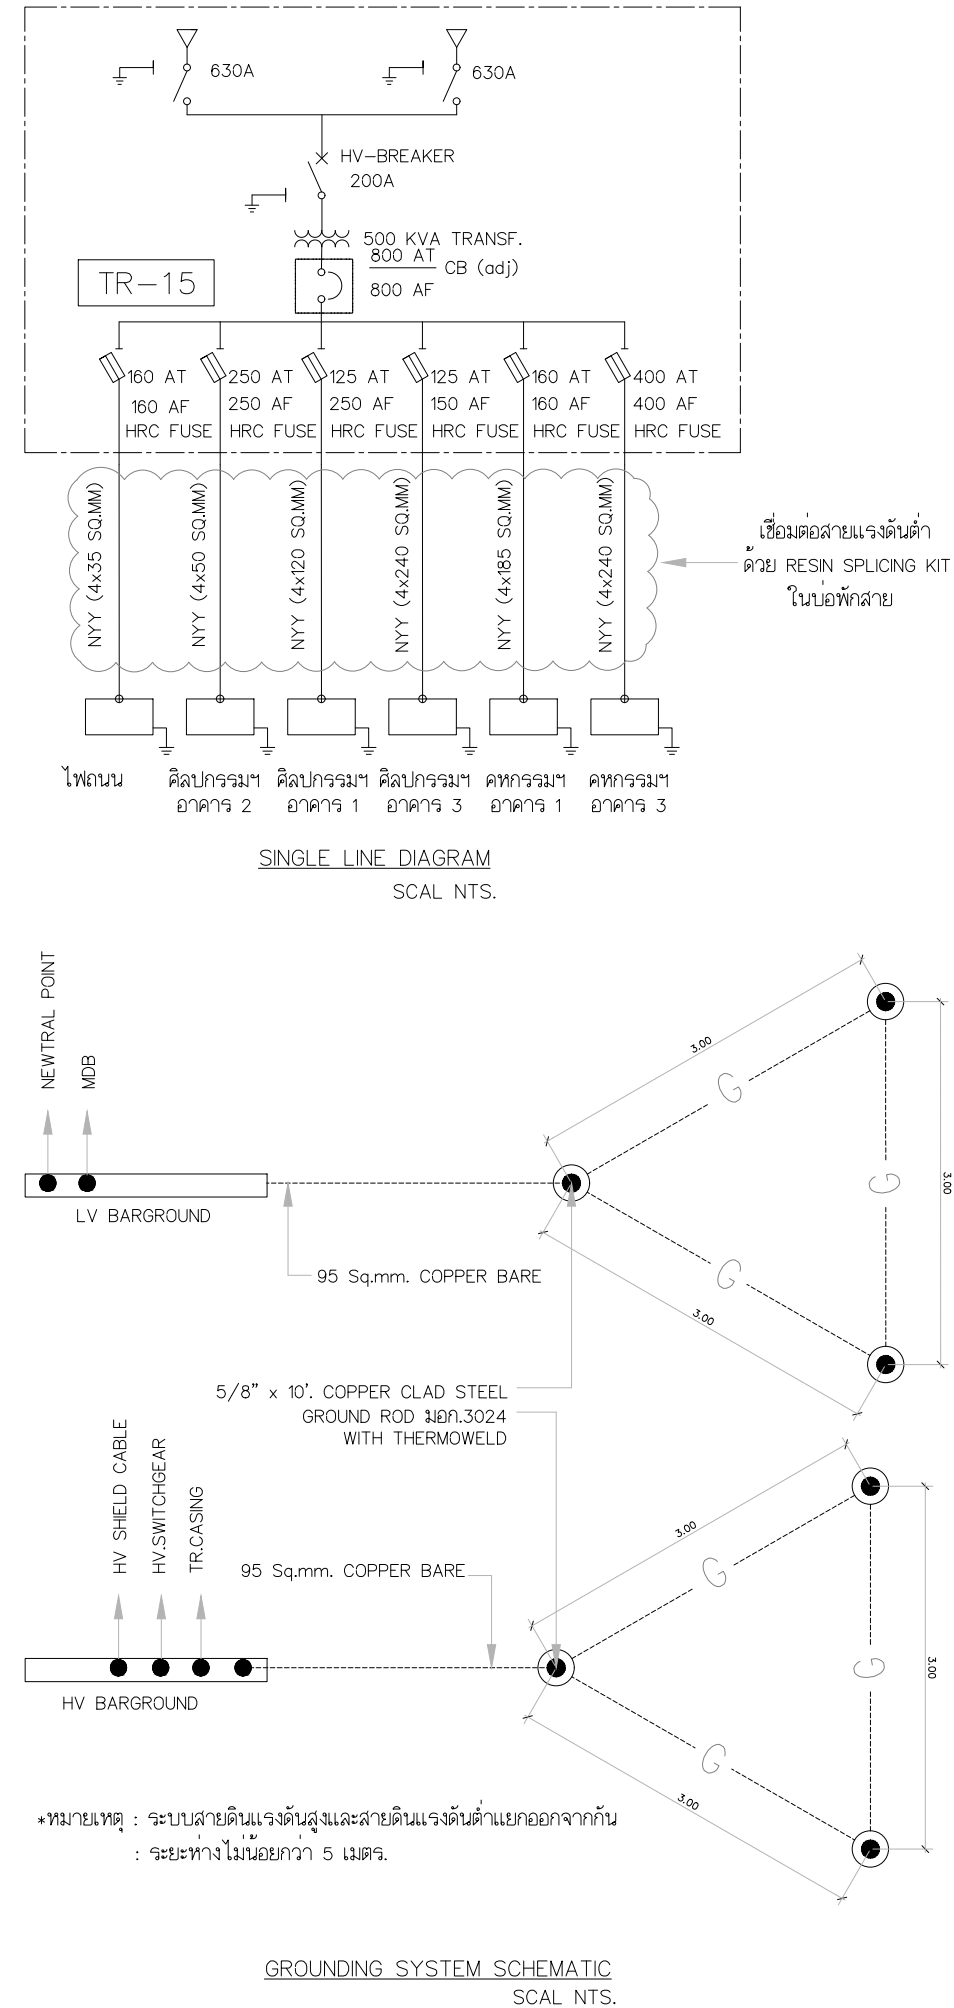 630A
630A
HV-BREAKER
200A
500 KVA TRANSF.
800 AT
CB (adj)
800 AF
TR-15
160 AT
160 AF
HRC FUSE
250 AT
250 AF
HRC FUSE
125 AT
250 AF
HRC FUSE
125 AT
150 AF
HRC FUSE
160 AT
160 AF
HRC FUSE
400 AT
400 AF
HRC FUSE
NYY (4x35 SQ.MM)
NYY (4x50 SQ.MM)
NYY (4x120 SQ.MM)
NYY (4x240 SQ.MM)
NYY (4x185 SQ.MM)
NYY (4x240 SQ.MM)
เชื่อมต่อสายแรงดันต่ำ
ด้วย RESIN SPLICING KIT
ในบ่อพักสาย
ไฟถนน
ศิลปกรรมฯ
อาคาร 2
ศิลปกรรมฯ
อาคาร 1
ศิลปกรรมฯ
อาคาร 3
คหกรรมฯ
อาคาร 1
คหกรรมฯ
อาคาร 3
SINGLE LINE DIAGRAM
SCAL NTS.
NEWTRAL POINT
MDB
LV BARGROUND
95 Sq.mm. COPPER BARE
3.00
G
G
3.00
G
3.00
5/8" x 10'. COPPER CLAD STEEL
GROUND ROD มอก.3024
WITH THERMOWELD
HV SHIELD CABLE
HV.SWITCHGEAR
TR.CASING
95 Sq.mm. COPPER BARE
HV BARGROUND
3.00
G
G
3.00
G
3.00
*หมายเหตุ : ระบบสายดินแรงดันสูงและสายดินแรงดันต่ำแยกออกจากกัน
: ระยะห่างไม่น้อยกว่า 5 เมตร.
GROUNDING SYSTEM SCHEMATIC
SCAL NTS.